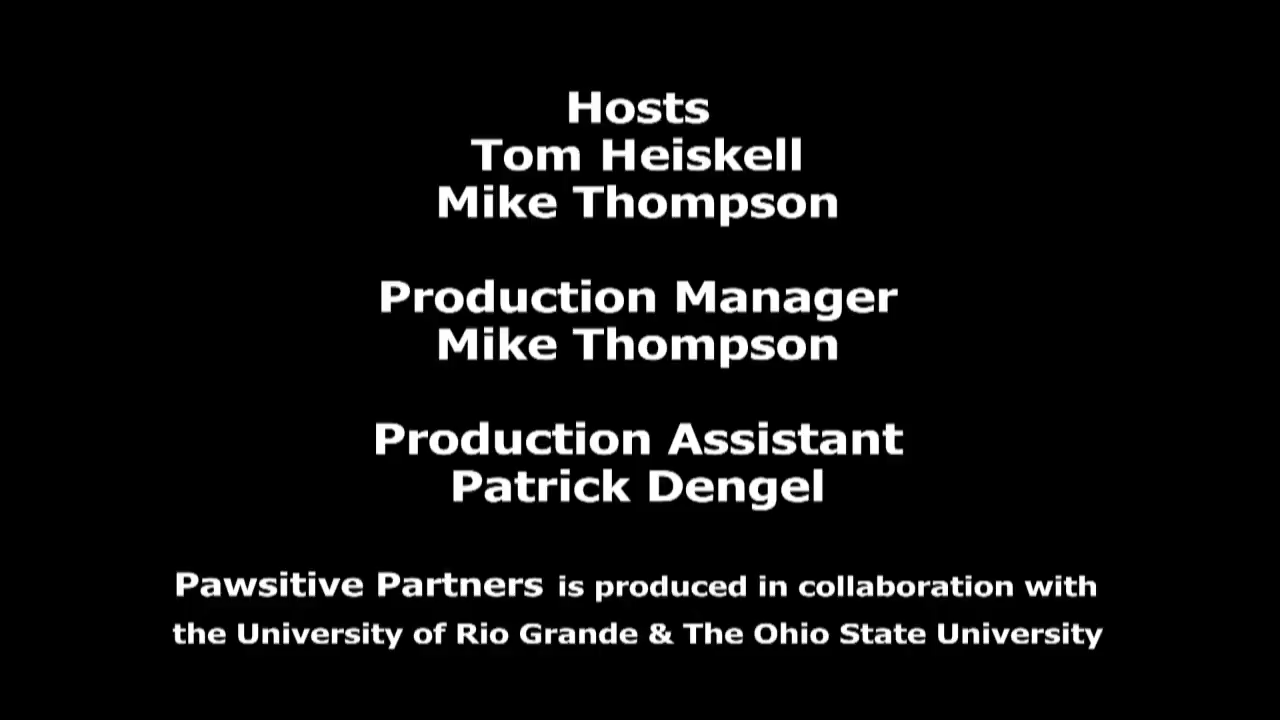 Hosts
Tom Heiskell
Mike Thompson
Production Manager
Mike Thompson
Production Assistant
Patrick Dengel
Pawsitive Partners is produced in collaboration with
the University of Rio Grande & The Ohio State University